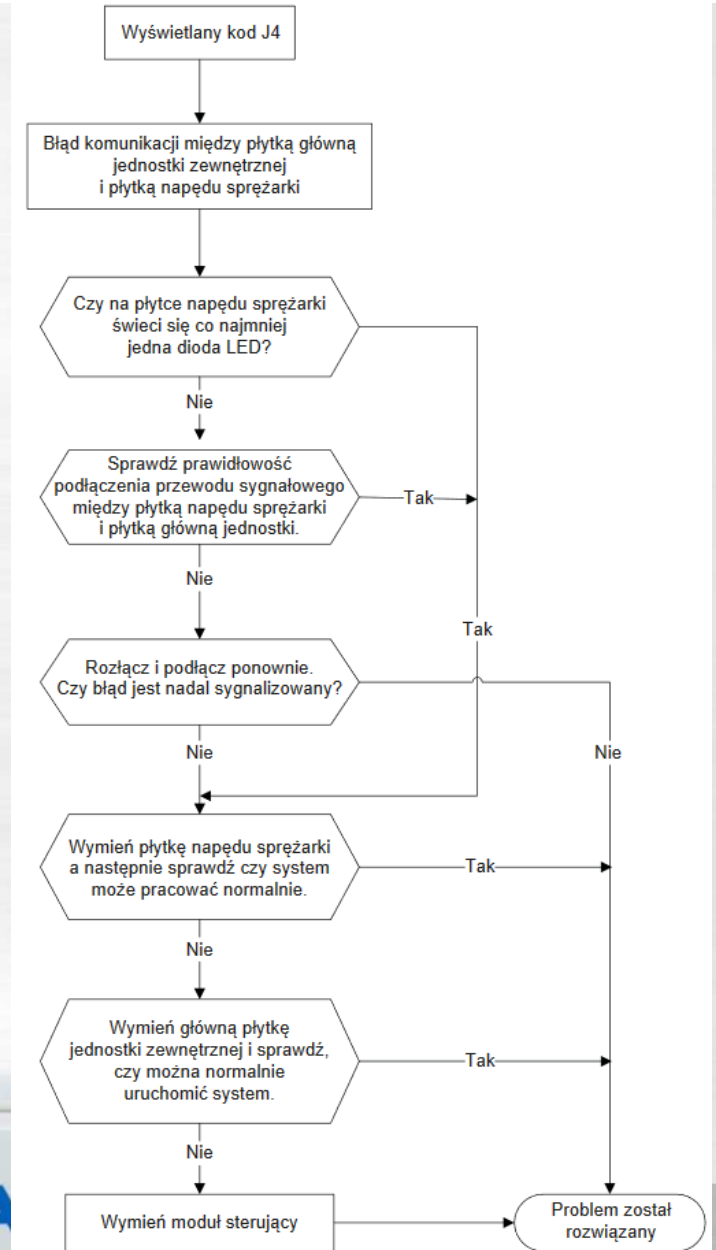 Wyświetlany kod J4
Błąd komunikacji między płytką główną
jednostki zewnętrznej
i płytką napędu sprężarki
Czy na płytce napędu sprężarki
świeci się co najmniej
jedna dioda LED?
Nie
Sprawdź prawidłowość
podłączenia przewodu sygnałowego
między płytką napędu sprężarki
i płytką główną jednostki.
Tak
Nie
Tak
Rozłącz i podłącz ponownie.
Czy błąd jest nadal sygnalizowany?
Nie
Nie
Wymień płytkę napędu sprężarki
a następnie sprawdź czy system
może pracować normalnie.
Tak
Nie
Wymień główną płytkę
jednostki zewnętrznej i sprawdź,
czy można normalnie
uruchomić system.
Tak
Nie
Wymień moduł sterujący
Problem został
rozwiązany